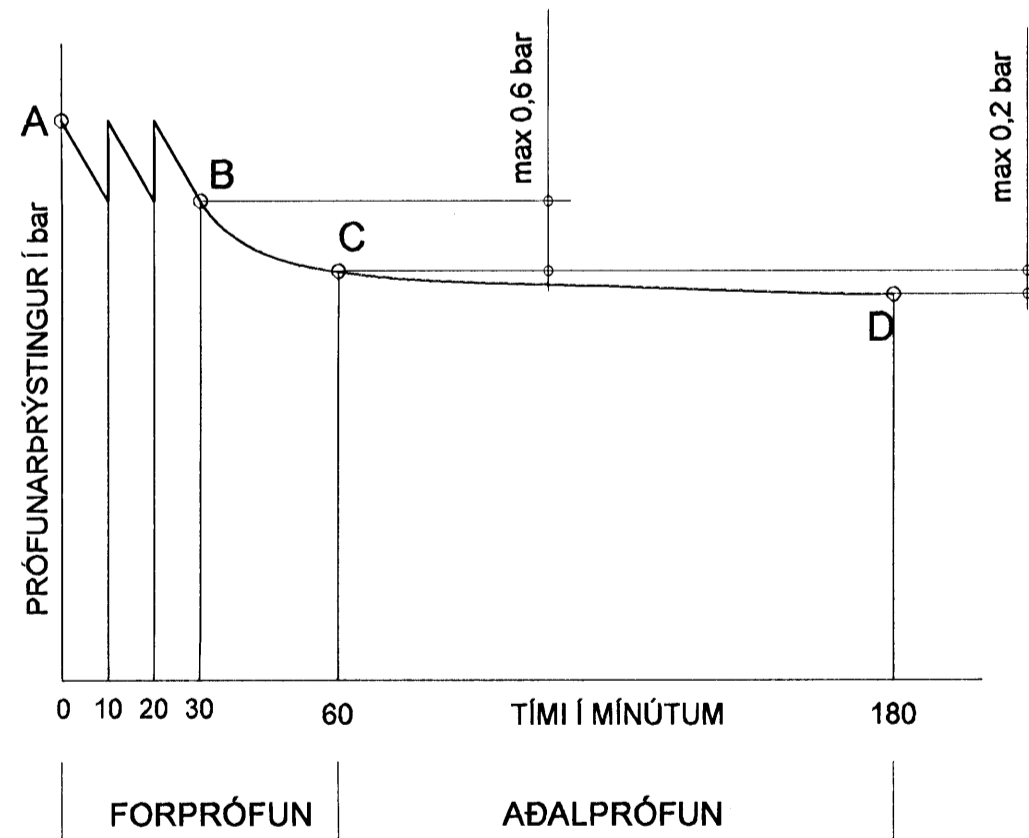 max 0,6 bar
max 0,2 bar
A
B
C
D
PRÓFUNARÞRÝSTINGUR Í bar
0 10 20 30 60 TÍMI Í MÍNÚTUM 180
FORPRÓFUN AÐALPRÓFUN